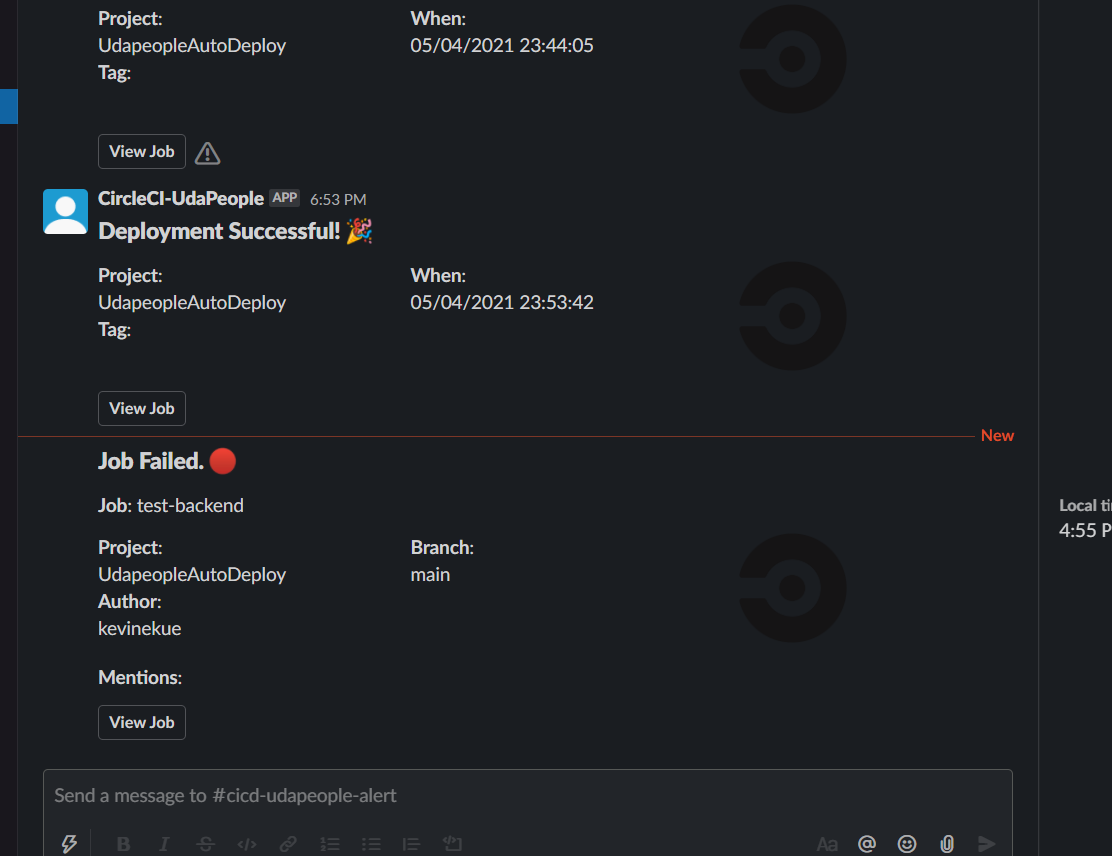 Project: When:
UdapeopleAutoDeploy 05/04/2021 23:44:05
Tag:
View Job
CircleCI-UdaPeople APP 6:53 PM
Deployment Successful!
Project: When:
UdapeopleAutoDeploy 05/04/2021 23:53:42
Tag:
View Job
New
Job Failed.
Job: test-backend
Project: Branch:
UdapeopleAutoDeploy main
Author:
kevinekue
Mentions:
View Job
Local
4:55
Send a message to #cicd-udapeople-alert
B I S </> Aa @